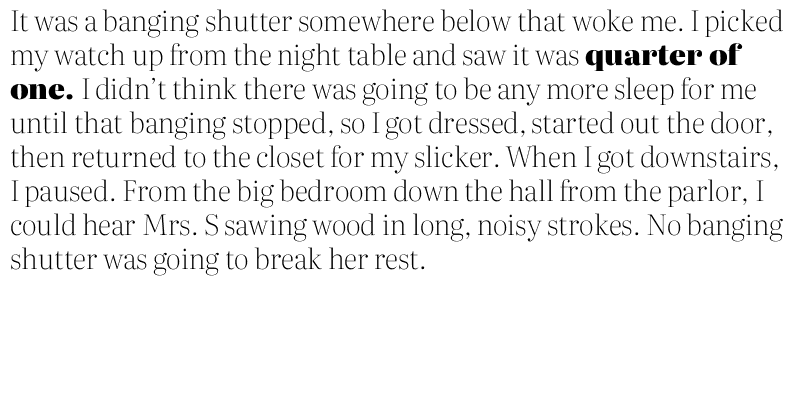 It was a banging shutter somewhere below that woke me. I picked
my watch up from the night table and saw it was quarter of
one. I didn’t think there was going to be any more sleep for me
until that banging stopped, so I got dressed, started out the door,
then returned to the closet for my slicker. When I got downstairs,
I paused. From the big bedroom down the hall from the parlor, I
could hear Mrs. S sawing wood in long, noisy strokes. No banging
shutter was going to break her rest.